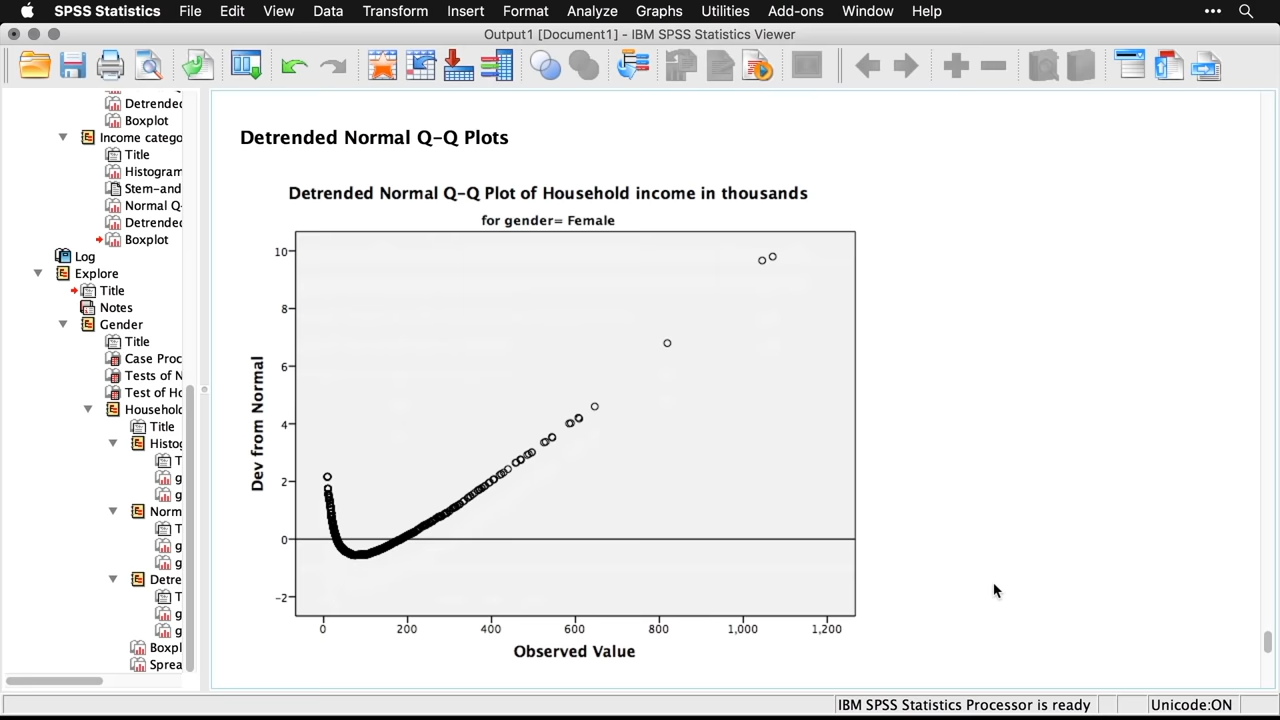 SPSS Statistics File Edit View Data Transform Insert Format Analyze Graphs Utilities Add-ons Window Help
Output1 [Document1] - IBM SPSS Statistics Viewer
Detrended
Boxplot
Income catego
Title
Histogram
Stem-and
Normal Q
Detrended
Boxplot
Log
Explore
Title
Notes
Gender
Title
Case Proc
Tests of N
Test of Ho
Household
Title
Histog
T
g
g
Norm
T
g
g
Detre
T
g
g
Boxpl
Sprea
Detrended Normal Q-Q Plots
Detrended Normal Q-Q Plot of Household income in thousands
for gender= Female
Dev from Normal
10
8
6
4
2
0
-2
0 200 400 600 800 1,000 1,200
Observed Value
IBM SPSS Statistics Processor is ready Unicode:ON